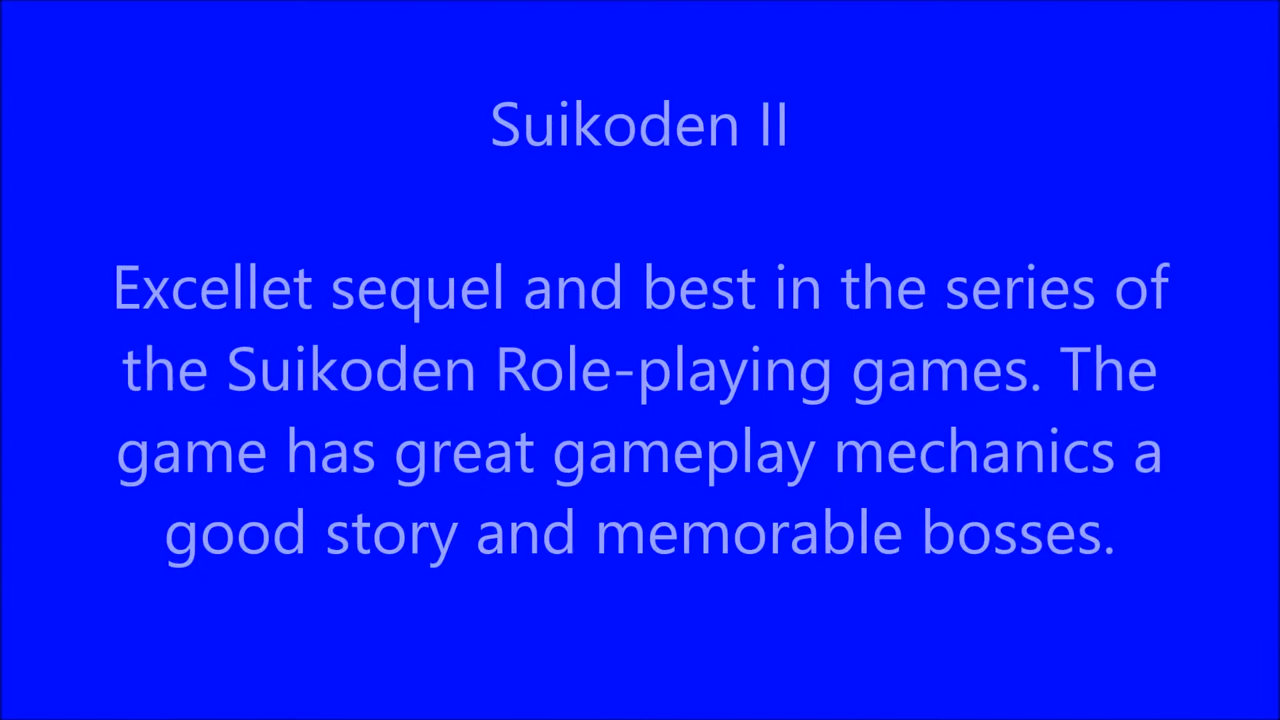 Suikoden II
Excellet sequel and best in the series of
the Suikoden Role-playing games. The
game has great gameplay mechanics a
good story and memorable bosses.